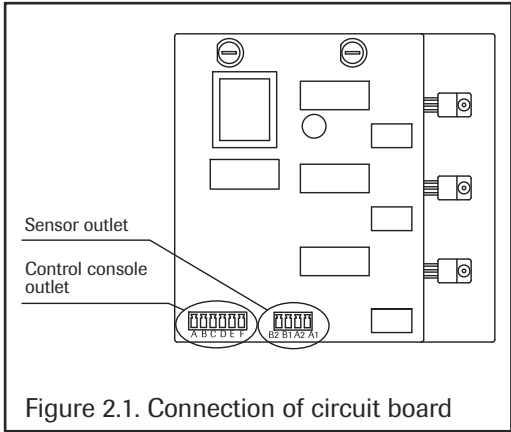 Sensor outlet
Control console
outlet
A B C D E F
B2 B1 A2 A1
Figure 2.1. Connection of circuit board